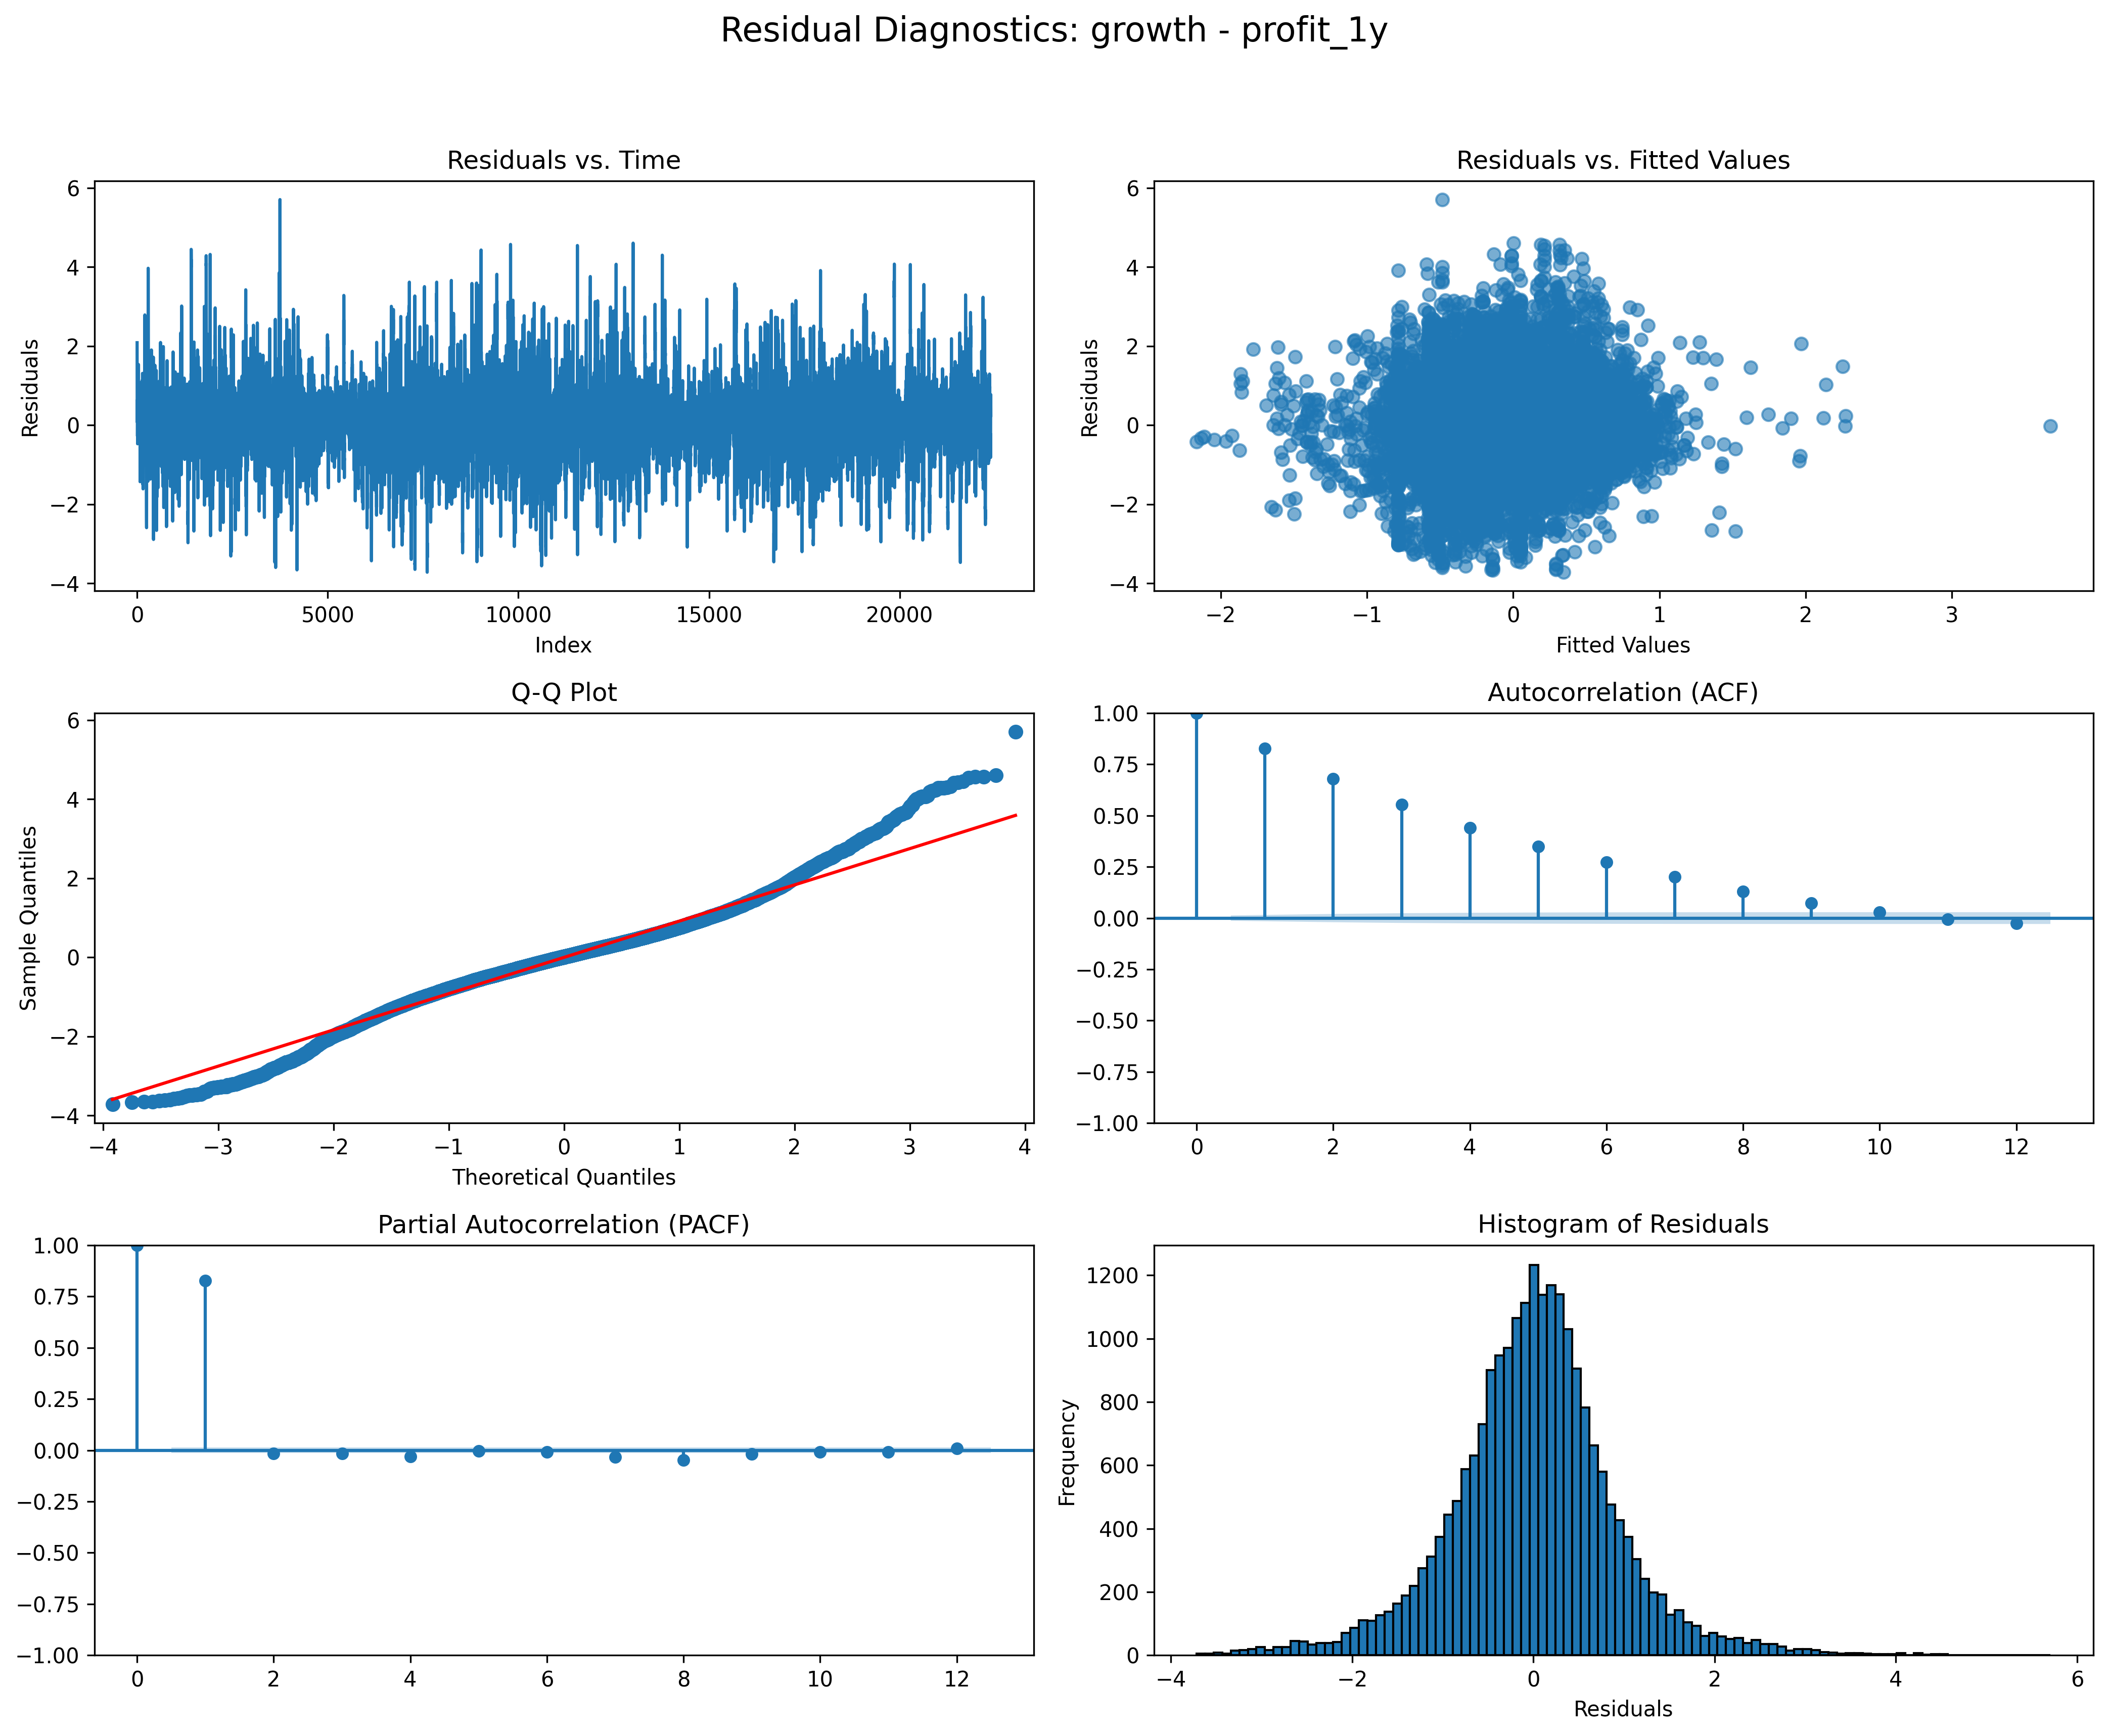 Residual Diagnostics: growth - profit_1y
Residuals vs. Time
Residuals
6
4
2
0
−2
−4
0 5000 10000 15000 20000
Index
Residuals vs. Fitted Values
Residuals
6
4
2
0
−2
−4
−2 −1 0 1 2 3
Fitted Values
Q-Q Plot
Sample Quantiles
6
4
2
0
−2
−4
−4 −3 −2 −1 0 1 2 3 4
Theoretical Quantiles
Autocorrelation (ACF)
1.00
0.75
0.50
0.25
0.00
−0.25
−0.50
−0.75
−1.00
0 2 4 6 8 10 12
Partial Autocorrelation (PACF)
1.00
0.75
0.50
0.25
0.00
−0.25
−0.50
−0.75
−1.00
0 2 4 6 8 10 12
Histogram of Residuals
Frequency
1200
1000
800
600
400
200
0
−4 −2 0 2 4 6
Residuals